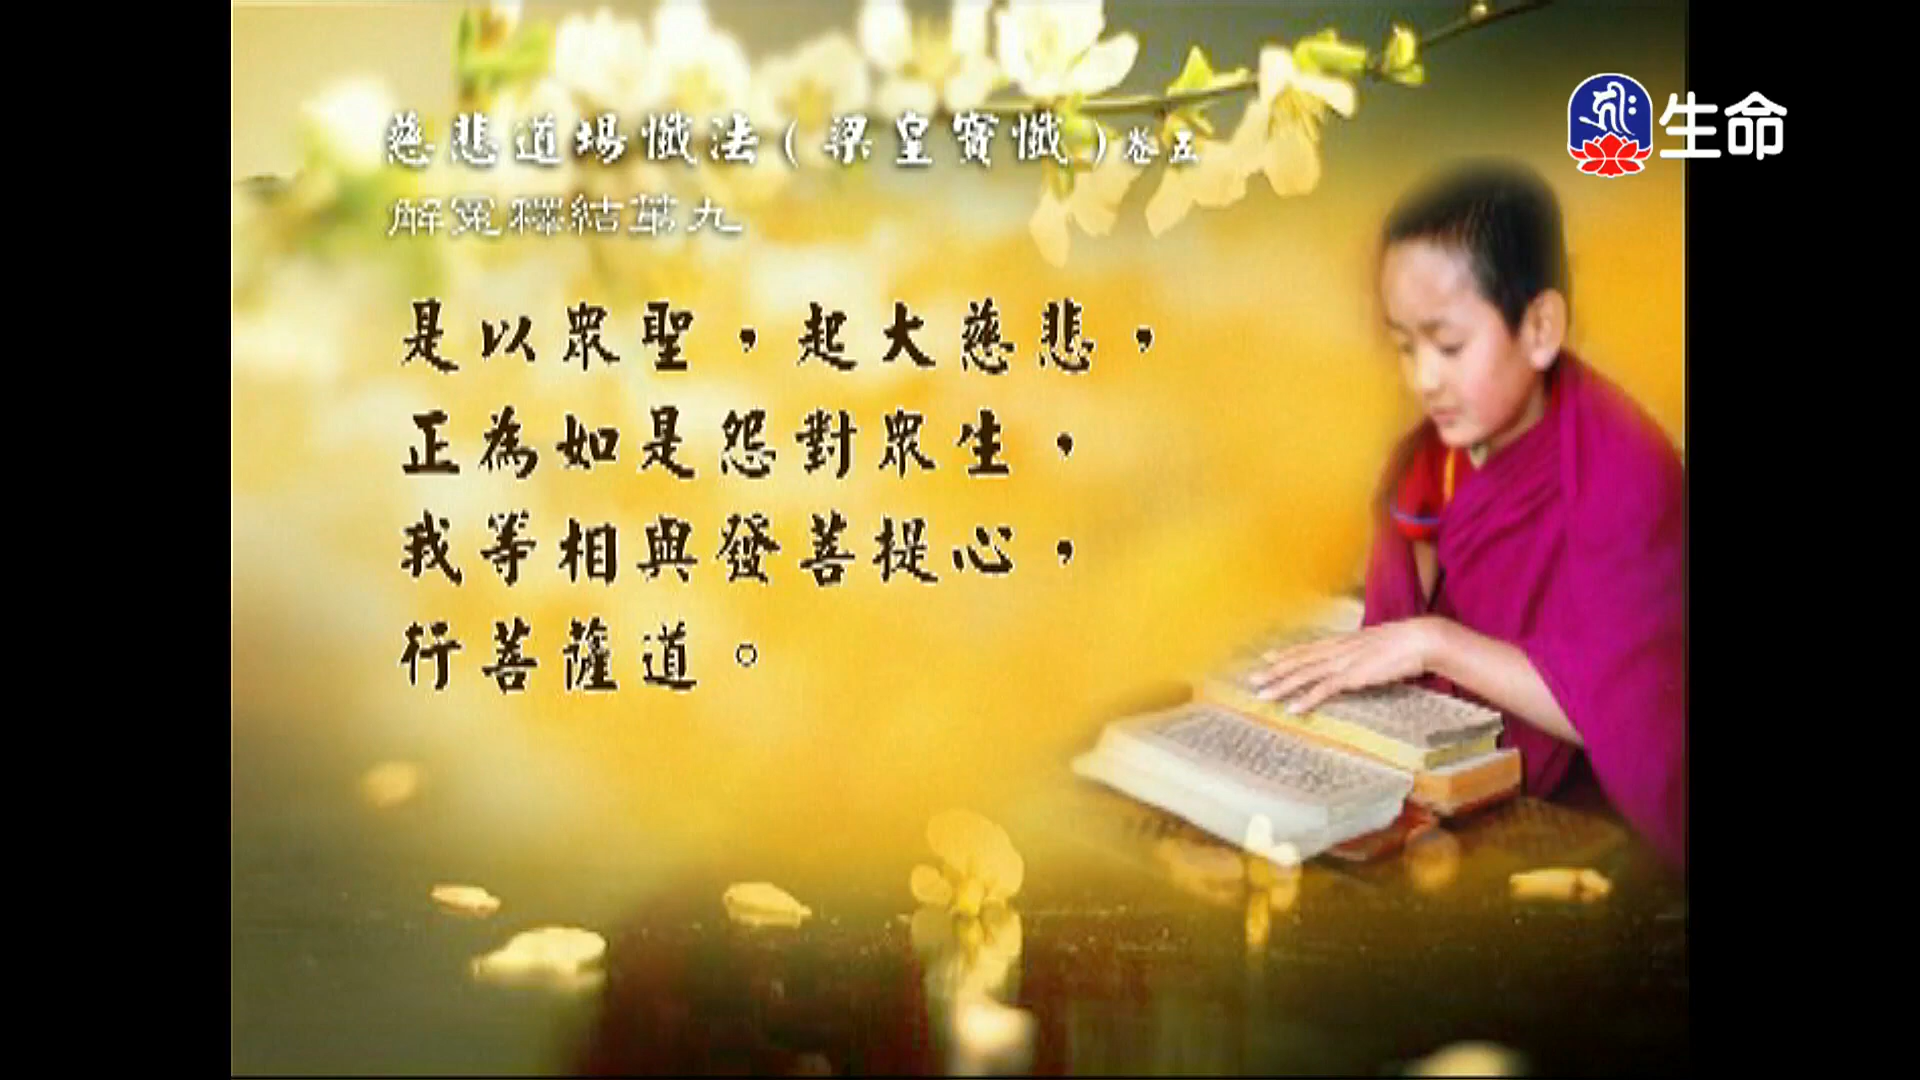 慈悲道場懺法(梁皇寶懺)卷五
解冤釋結第九
是以眾聖，起大慈悲，
正為如是怨對眾生，
我等相與發菩提心，
行菩薩道。
生命